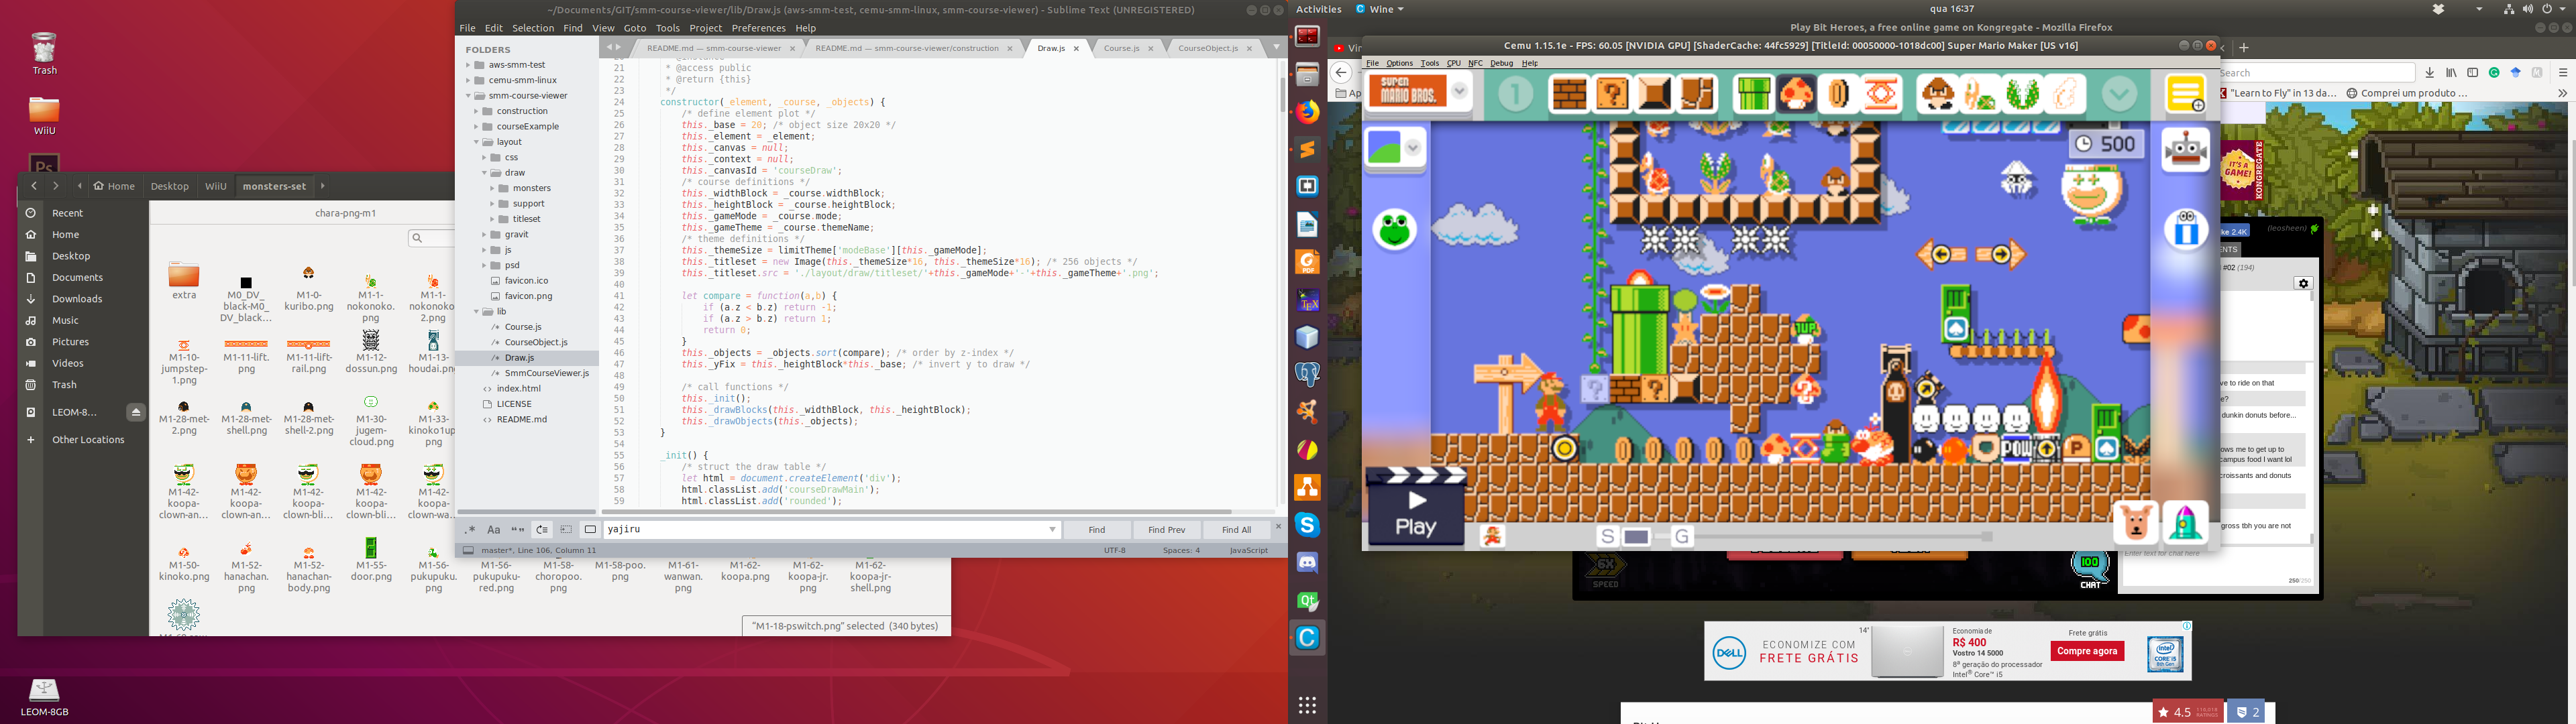 Trash
WiiU
Ps
LEOM-8GB
Home
Desktop
WiiU
monsters-set
Recent
Home
Desktop
Documents
Downloads
Music
Pictures
Videos
Trash
LEOM-8...
Other Locations
chara-png-m1
extra
M0_DV_
black-M0_
DV_black...
M1-0-
kuribo.png
M1-1-
nokonoko.
png
M1-1-
nokonoko
2.png
M1-10-
jumpstep-
1.png
M1-11-lift.
png
M1-11-lift-
rail.png
M1-12-
dossun.png
M1-13-
houdai.png
M1-28-met-
2.png
M1-28-met-
shell.png
M1-28-met-
shell-2.png
M1-30-
jugem-
cloud.png
M1-33-
kinoko1up
png
M1-42-
koopa-
clown-an...
M1-42-
koopa-
clown-an...
M1-42-
koopa-
clown-bli...
M1-42-
koopa-
clown-bli...
M1-42-
koopa-
clown-wa...
M1-50-
kinoko.png
M1-52-
hanachan.
png
M1-52-
hanachan-
body.png
M1-55-
door.png
M1-56-
pukupuku.
png
M1-56-
pukupuku-
red.png
M1-58-
choropoo.
png
M1-58-poo.
png
M1-61-
wanwan.
png
M1-62-
koopa.png
M1-62-
koopa-jr.
png
M1-62-
koopa-jr-
shell.png
"M1-18-pswitch.png" selected (340 bytes)
~/Documents/GIT/smm-course-viewer/lib/Draw.js (aws-smm-test, cemu-smm-linux, smm-course-viewer) - Sublime Text (UNREGISTERED)
File Edit Selection Find View Goto Tools Project Preferences Help
FOLDERS
aws-smm-test
cemu-smm-linux
smm-course-viewer
construction
courseExample
layout
css
draw
monsters
support
titleset
gravit
js
psd
favicon.ico
favicon.png
lib
/* Course.js
/* CourseObject.js
/* Draw.js
/* SmmCourseViewer.js
<> index.html
LICENSE
README.md
README.md — smm-course-viewer
README.md — smm-course-viewer/construction
Draw.js
Course.js
CourseObject.js
21 * @access public
22 * @return {this}
23 */
24 constructor(_element, _course, _objects) {
25 /* define element plot */
26 this._base = 20; /* object size 20x20 */
27 this._element = _element;
28 this._canvas = null;
29 this._context = null;
30 this._canvasId = 'courseDraw';
31 /* course definitions */
32 this._widthBlock = _course.widthBlock;
33 this._heightBlock = _course.heightBlock;
34 this._gameMode = _course.mode;
35 this._gameTheme = _course.themeName;
36 /* theme definitions */
37 this._themeSize = limitTheme['modeBase'][this._gameMode];
38 this._titleset = new Image(this._themeSize*16, this._themeSize*16); /* 256 objects */
39 this._titleset.src = './layout/draw/titleset/'+this._gameMode+'-'+this._gameTheme+'.png';
40
41 let compare = function(a,b) {
42 if (a.z < b.z) return -1;
43 if (a.z > b.z) return 1;
44 return 0;
45 }
46 this._objects = _objects.sort(compare); /* order by z-index */
47 this._yFix = this._heightBlock*this._base; /* invert y to draw */
48
49 /* call functions */
50 this._init();
51 this._drawBlocks(this._widthBlock, this._heightBlock);
52 this._drawObjects(this._objects);
53 }
54
55 _init() {
56 /* struct the draw table */
57 let html = document.createElement('div');
58 html.classList.add('courseDrawMain');
59 html.classList.add('rounded');
.* Aa “” yajiru Find Find Prev Find All
master*, Line 106, Column 11 UTF-8 Spaces: 4 JavaScript
Activities Wine qua 16:37
Play Bit Heroes, a free online game on Kongregate - Mozilla Firefox
Cemu 1.15.1e - FPS: 60.05 [NVIDIA GPU] [ShaderCache: 44fc5929] [TitleId: 00050000-1018dc00] Super Mario Maker [US v16]
File Options Tools CPU NFC Debug Help
SUPER
MARIO BROS.
1
500
1UP
POW
P
Play
S G
Search
"Learn to Fly" in 13 da...
Comprei um produto ...
IT'S A
GAME!
KONGREGATE
ke 2.4K
(leosheen)
ENTS
#02 (194)
ve to ride on that
e?
dunkin donuts before...
ows me to get up to
campus food I want lol
croissants and donuts
gross tbh you are not
Enter text for chat here
250/250
6X
SPEED
100
CHAT
DELL
ECONOMIZE COM
FRETE GRÁTIS
14"
Economia de
R$ 400
Vostro 14 5000
8ª geração do processador
Intel® Core™ i5
Frete grátis
Compre agora
intel
CORE i5
4.5
2